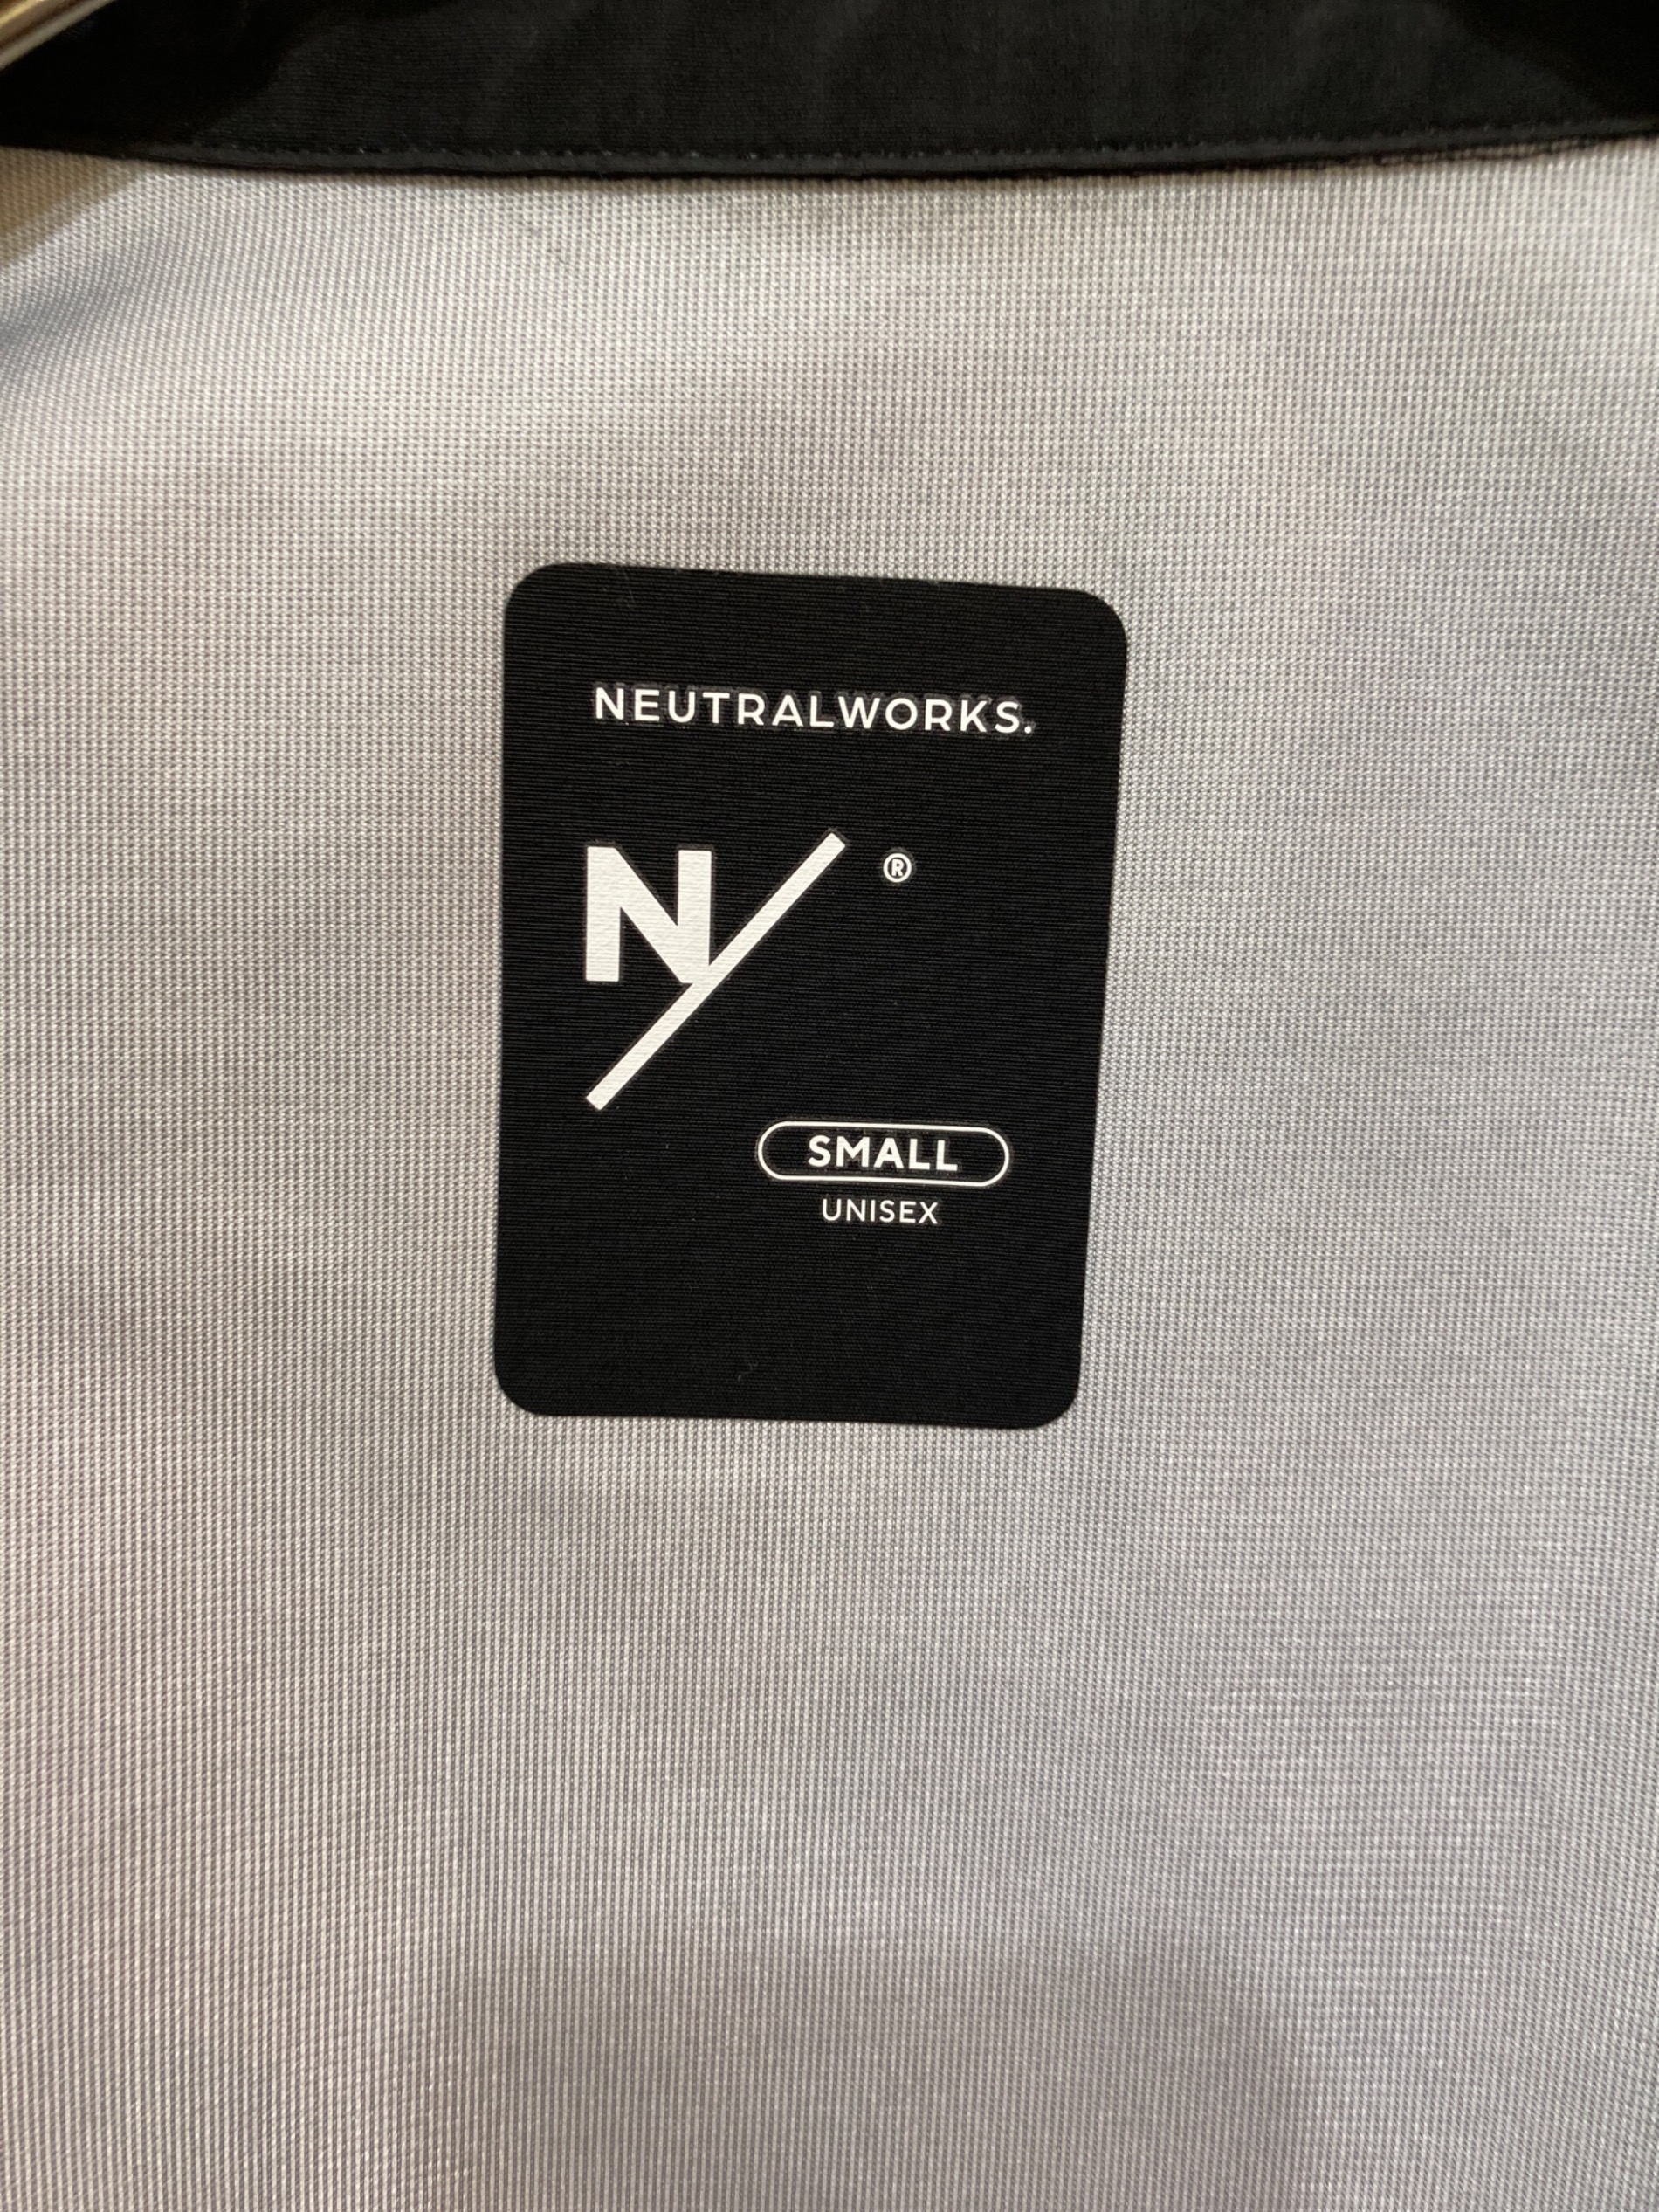 NEUTRALWORKS.
N ®
SMALL
UNISEX